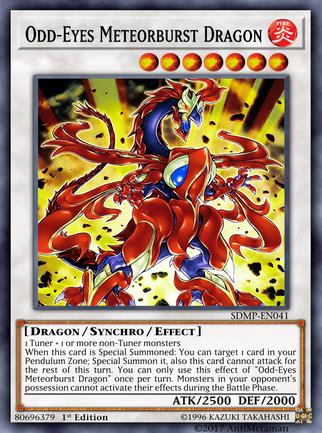 ODD-EYES METEORBURST DRAGON
FIRE
炎
SDMP-EN041
[DRAGON / SYNCHRO / EFFECT]
1 Tuner + 1 or more non-Tuner monsters
When this card is Special Summoned: You can target 1 card in your
Pendulum Zone; Special Summon it, also this card cannot attack for
the rest of this turn. You can only use this effect of "Odd-Eyes
Meteorburst Dragon" once per turn. Monsters in your opponent's
possession cannot activate their effects during the Battle Phase.
ATK/2500 DEF/2000
80696379 1st Edition ©1996 KAZUKI TAKAHASHI
©2017 AntiMetaman